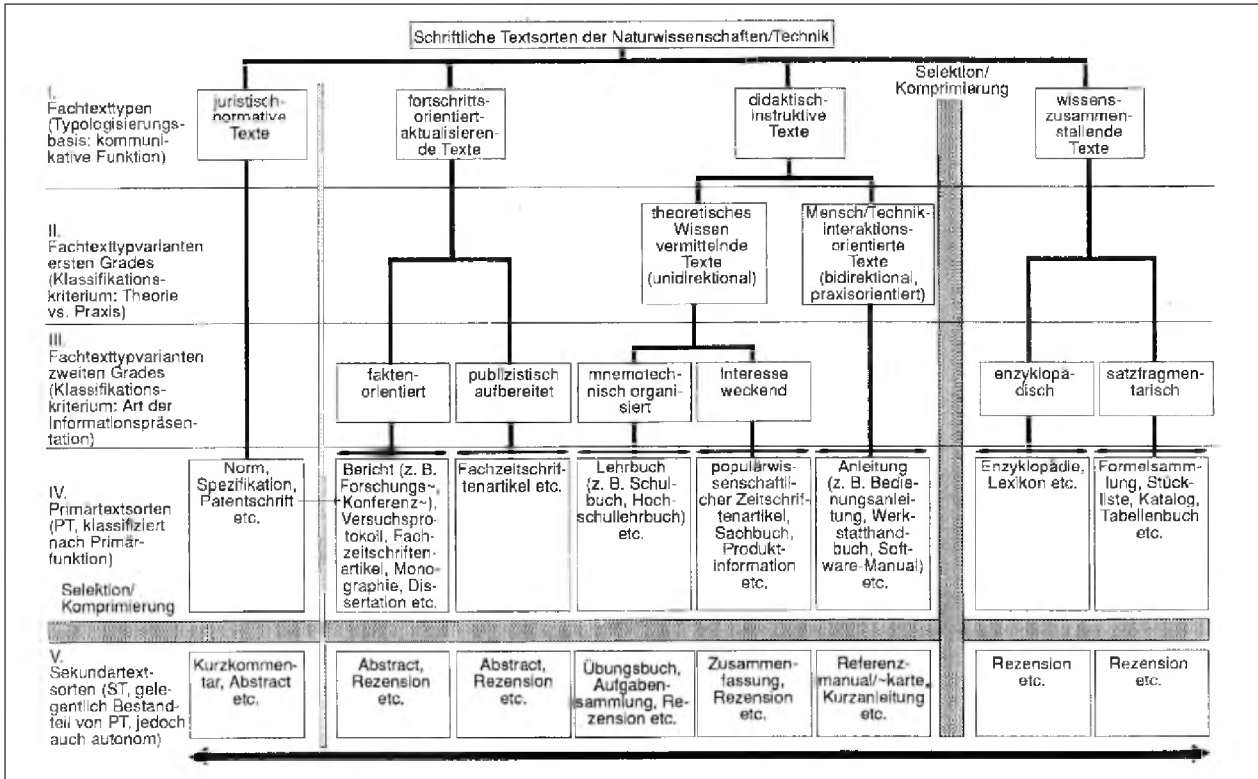 Schriftliche Textsorten der Naturwissenschaften/Technik
Selektion/
Komprimierung
I.
Fachtexttypen
(Typologisierungs-
basis: kommuni-
kative Funktion)
juristisch-
normative
Texte
fortschritts-
orientiert-
aktualisieren-
de Texte
didaktisch-
instruktive
Texte
wissens-
zusammen-
stellende
Texte
II.
Fachtexttypvarianten
ersten Grades
(Klassifikations-
kriterium: Theorie
vs. Praxis)
theoretisches
Wissen
vermittelnde
Texte
(unidirektional)
Mensch/Technik-
interaktions-
orientierte
Texte
(bidirektional,
praxisorientiert)
III.
Fachtexttypvarianten
zweiten Grades
(Klassifikations-
kriterium: Art der
Informationspräsen-
tation)
fakten-
orientiert
publizistisch
aufbereitet
mnemotech-
nisch organi-
siert
Interesse
weckend
enzyklopä-
disch
satzfragmen-
tarisch
IV.
Primärtextsorten
(PT, klassifiziert
nach Primär-
funktion)
Norm,
Spezifikation,
Patentschrift
etc.
Bericht (z. B.
Forschungs~,
Konferenz~),
Versuchspro-
tokoll, Fach-
zeitschriften-
artikel, Mono-
graphie, Dis-
sertation etc.
Fachzeitschrif-
tenartikel etc.
Lehrbuch
(z. B. Schul-
buch, Hoch-
schullehrbuch)
etc.
populärwis-
senschaftli-
cher Zeitschrif-
tenartikel,
Sachbuch,
Produkt-
information
etc.
Anleitung
(z. B. Bedie-
nungsanlei-
tung, Werk-
statthand-
buch, Soft-
ware-Manual)
etc.
Enzyklopädie,
Lexikon etc.
Formelsamm-
lung, Stück-
liste, Katalog,
Tabellenbuch
etc.
Selektion/
Komprimierung
V.
Sekundärtext-
sorten (ST, gele-
gentlich Bestand-
teil von PT, jedoch
auch autonom)
Kurzkommen-
tar, Abstract
etc.
Abstract,
Rezension
etc.
Abstract,
Rezension
etc.
Übungsbuch,
Aufgaben-
sammlung, Re-
zension etc.
Zusammen-
fassung,
Rezension
etc.
Referenz-
manual/~karte,
Kurzanleitung
etc.
Rezension
etc.
Rezension
etc.